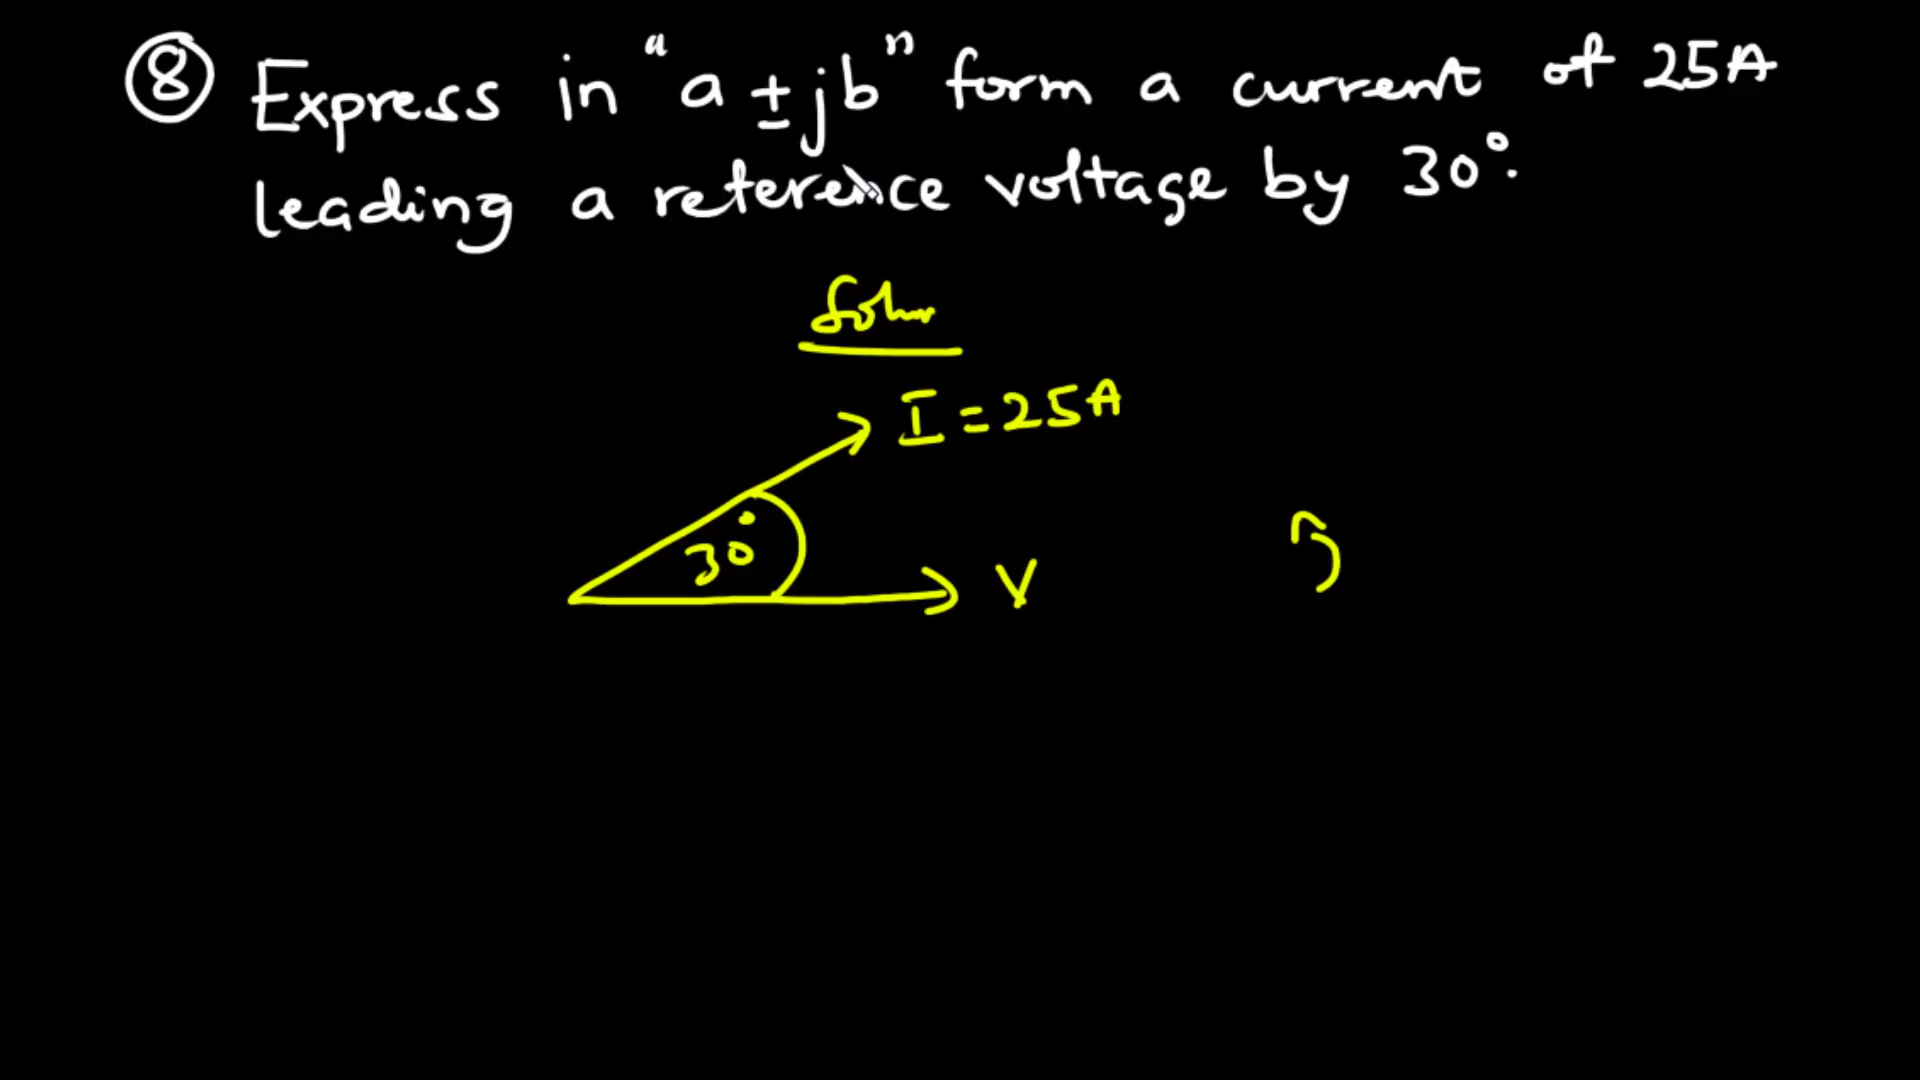 ⑧ Express in "a ± jb" form a current of 25A
leading a reference voltage by 30°.
Soln
I = 25A
30°
V